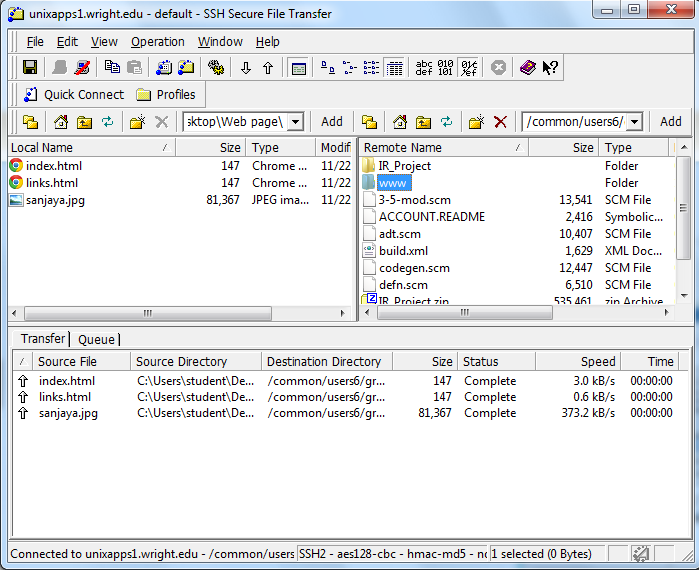 unixapps1.wright.edu - default - SSH Secure File Transfer
File Edit View Operation Window Help
abc def 010 101 01c /ef
Quick Connect Profiles
sktop\Web page\ Add /common/users6/ Add
Local Name / Size Type Modif
index.html 147 Chrome ... 11/22
links.html 147 Chrome ... 11/22
sanjaya.jpg 81,367 JPEG ima... 11/22
Remote Name / Size Type
IR_Project Folder
www Folder
3-5-mod.scm 13,541 SCM File
ACCOUNT.README 2,416 Symbolic...
adt.scm 10,407 SCM File
build.xml 1,629 XML Doc...
codegen.scm 12,447 SCM File
defn.scm 6,510 SCM File
IR_Project.zip 535,461 zip Archive
Transfer Queue
/ Source File Source Directory Destination Directory Size Status Speed Time
index.html C:\Users\student\De... /common/users6/gr... 147 Complete 3.0 kB/s 00:00:00
links.html C:\Users\student\De... /common/users6/gr... 147 Complete 0.6 kB/s 00:00:00
sanjaya.jpg C:\Users\student\De... /common/users6/gr... 81,367 Complete 373.2 kB/s 00:00:00
Connected to unixapps1.wright.edu - /common/users SSH2 - aes128-cbc - hmac-md5 - nc 1 selected (0 Bytes)